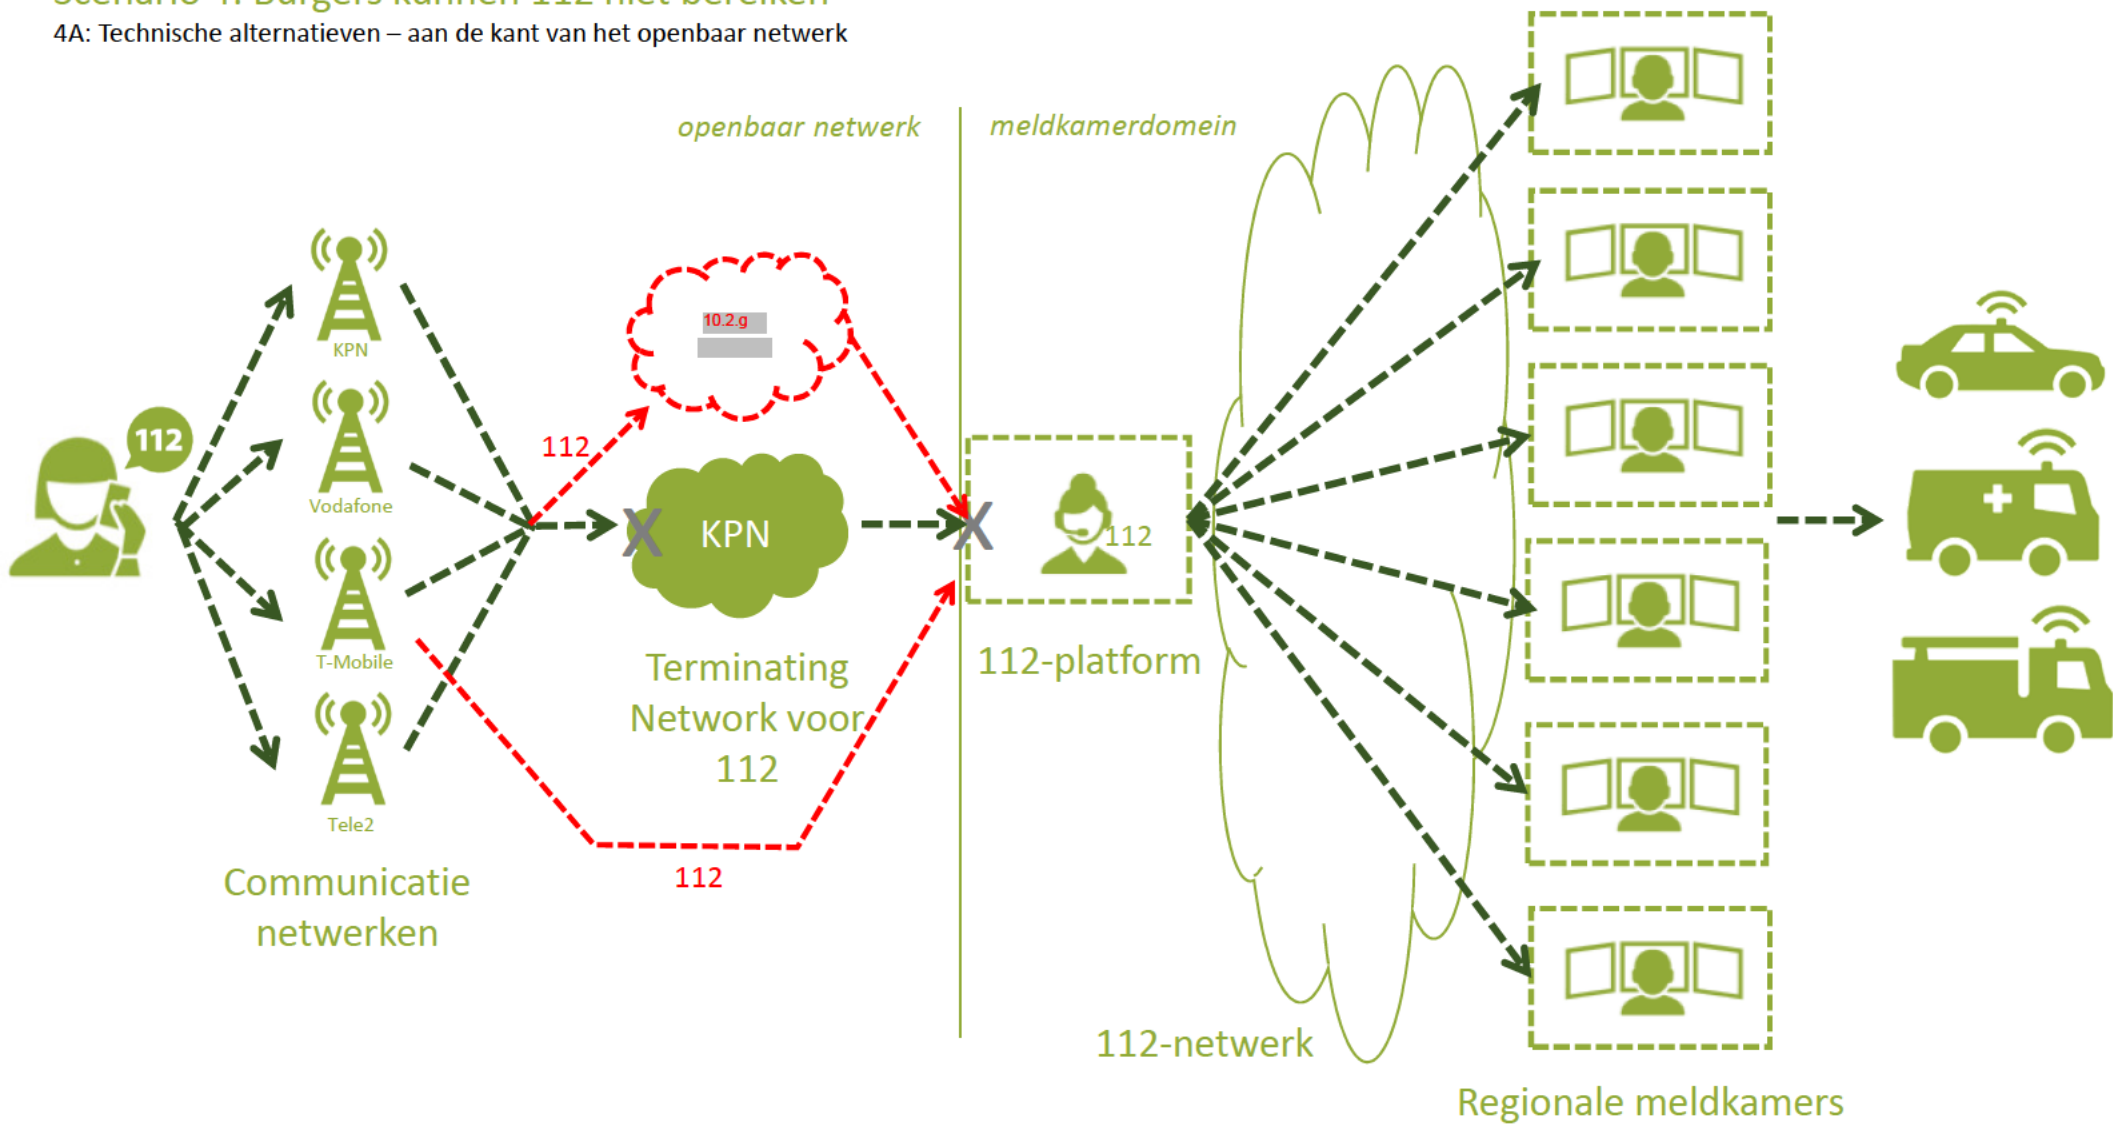 4A: Technische alternatieven – aan de kant van het openbaar netwerk
openbaar netwerk
meldkamerdomein
KPN
10.2.g
112
112
Vodafone
X
KPN
X
112
T-Mobile
Terminating
Network voor
112
112-platform
Tele2
112
Communicatie
netwerken
112-netwerk
Regionale meldkamers